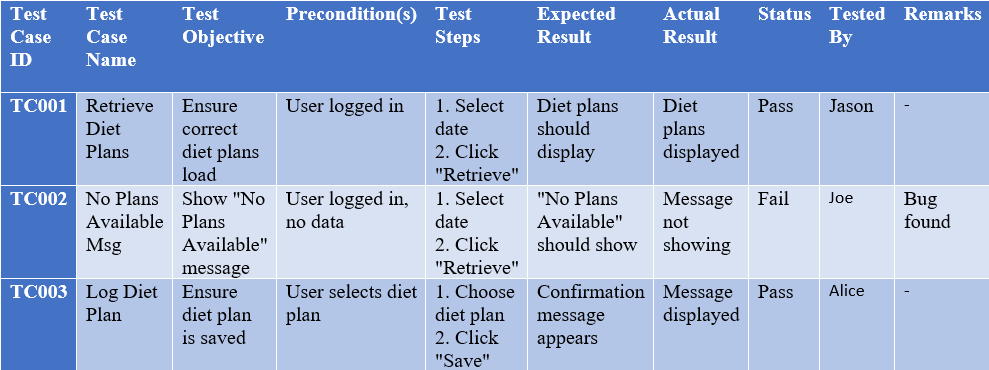 Test Case ID
Test Case Name
Test Objective
Precondition(s)
Test Steps
Expected Result
Actual Result
Status
Tested By
Remarks
TC001
Retrieve Diet Plans
Ensure correct diet plans load
User logged in
1. Select date
2. Click "Retrieve"
Diet plans should display
Diet plans displayed
Pass
Jason
-
TC002
No Plans Available Msg
Show "No Plans Available" message
User logged in, no data
1. Select date
2. Click "Retrieve"
"No Plans Available" should show
Message not showing
Fail
Joe
Bug found
TC003
Log Diet Plan
Ensure diet plan is saved
User selects diet plan
1. Choose diet plan
2. Click "Save"
Confirmation message appears
Message displayed
Pass
Alice
-